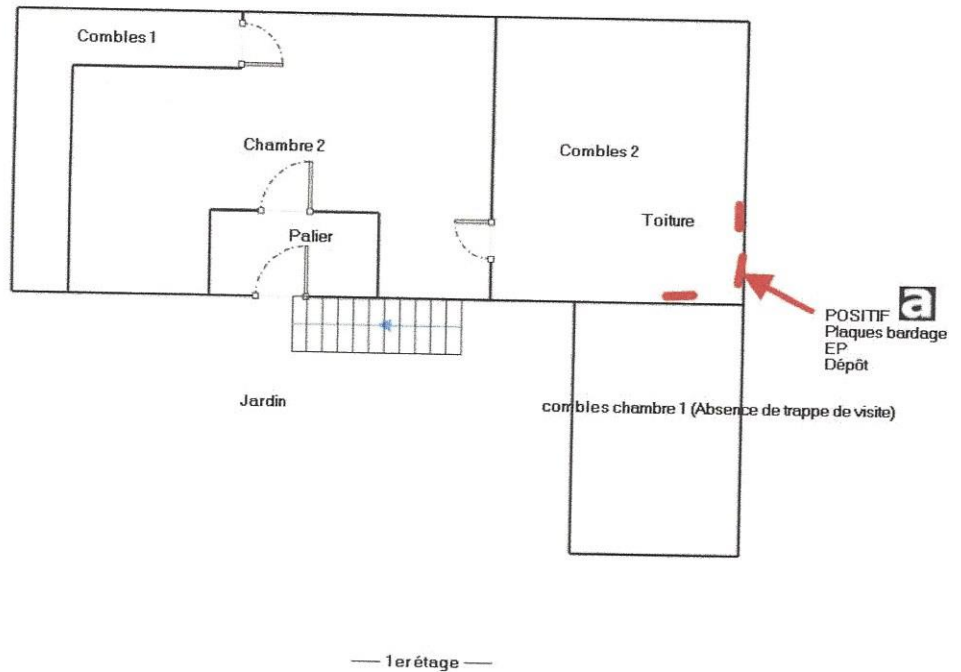 Combles 1
Chambre 2
Combles 2
Toiture
Palier
a
POSITIF
Plaques bardage
EP
Dépôt
Jardin
combles chambre 1 (Absence de trappe de visite)
1er étage